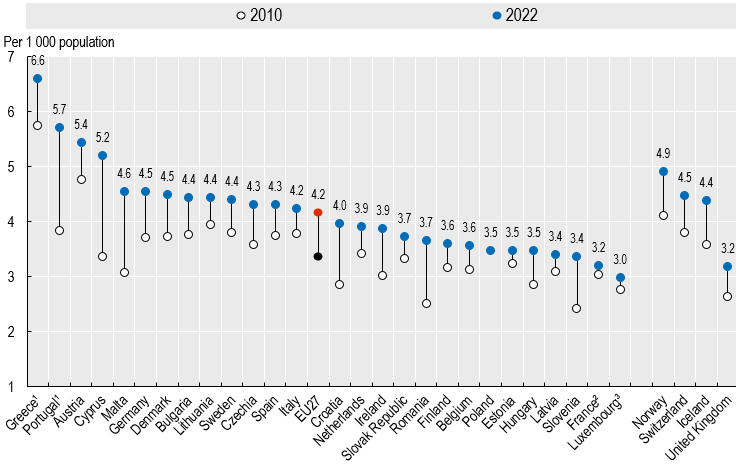 2010 2022
Per 1 000 population
7
6
5
4
3
2
1
6.6 5.7 5.4 5.2 4.6 4.5 4.5 4.4 4.4 4.4 4.3 4.3 4.2 4.2 4.0 3.9 3.9 3.7 3.7 3.6 3.6 3.5 3.5 3.5 3.4 3.4 3.2 3.0 4.9 4.5 4.4 3.2
Greece¹
Portugal¹
Austria
Cyprus
Malta
Germany
Denmark
Bulgaria
Lithuania
Sweden
Czechia
Spain
Italy
EU27
Croatia
Netherlands
Ireland
Slovak Republic
Romania
Finland
Belgium
Poland
Estonia
Hungary
Latvia
Slovenia
France²
Luxembourg³
Norway
Switzerland
Iceland
United Kingdom